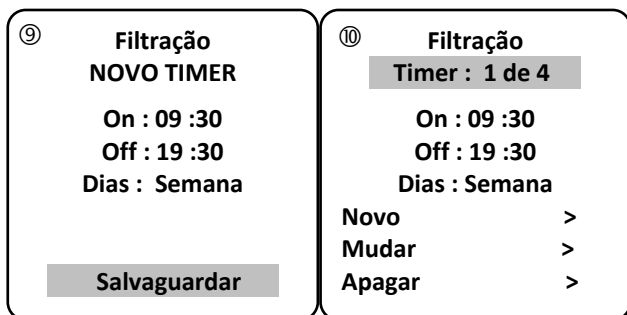 ⑨
Filtração
NOVO TIMER
On : 09 :30
Off : 19 :30
Dias : Semana
Salvaguardar
⑩
Filtração
Timer : 1 de 4
On : 09 :30
Off : 19 :30
Dias : Semana
Novo >
Mudar >
Apagar >